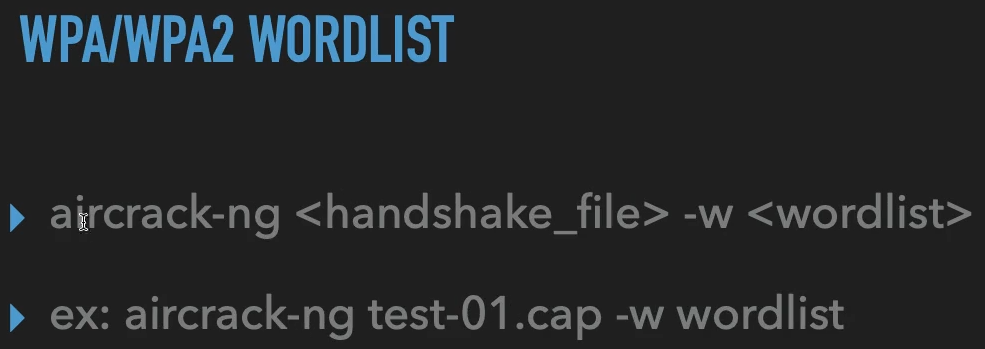 WPA/WPA2 WORDLIST
aircrack-ng <handshake_file> -w <wordlist>
ex: aircrack-ng test-01.cap -w wordlist